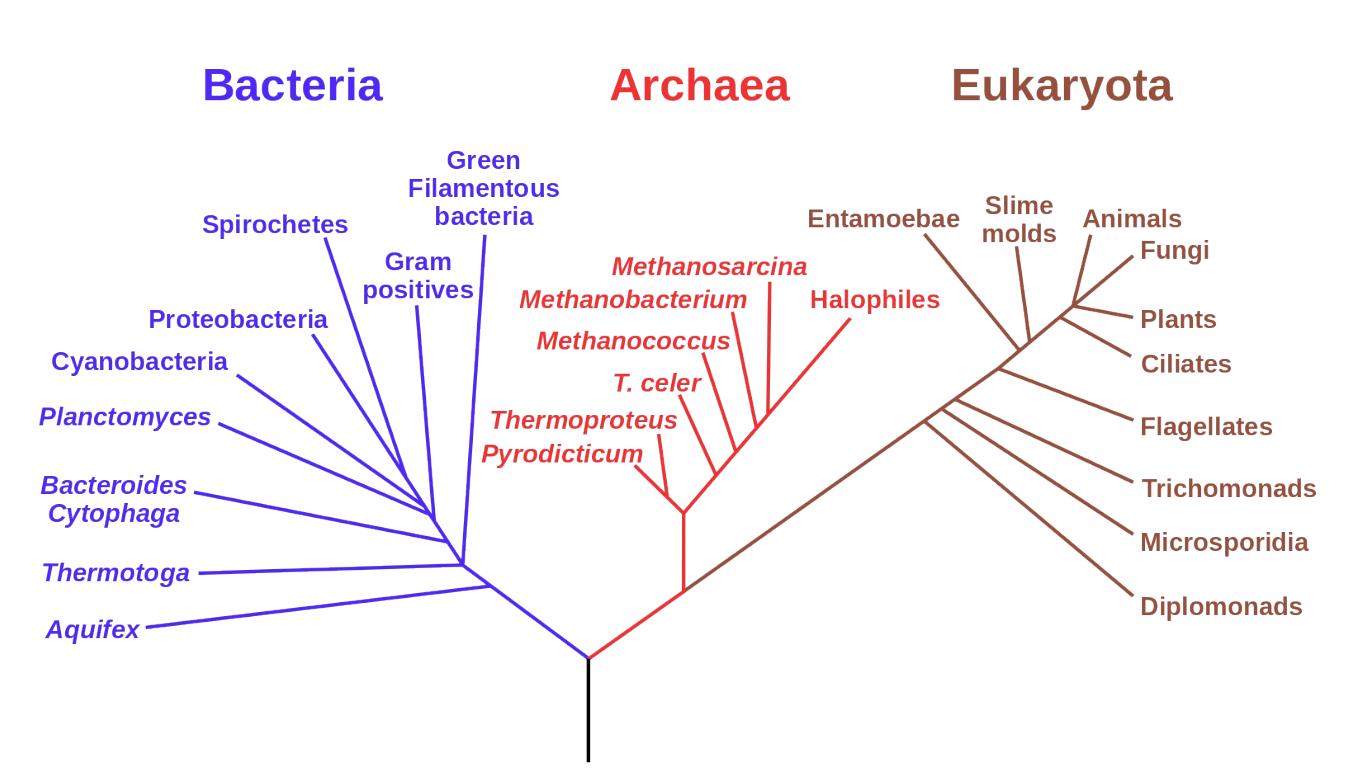 Bacteria
Archaea
Eukaryota
Green
Filamentous
bacteria
Spirochetes
Gram
positives
Proteobacteria
Cyanobacteria
Planctomyces
Bacteroides
Cytophaga
Thermotoga
Aquifex
Methanosarcina
Methanobacterium
Halophiles
Methanococcus
T. celer
Thermoproteus
Pyrodicticum
Entamoebae
Slime
molds
Animals
Fungi
Plants
Ciliates
Flagellates
Trichomonads
Microsporidia
Diplomonads